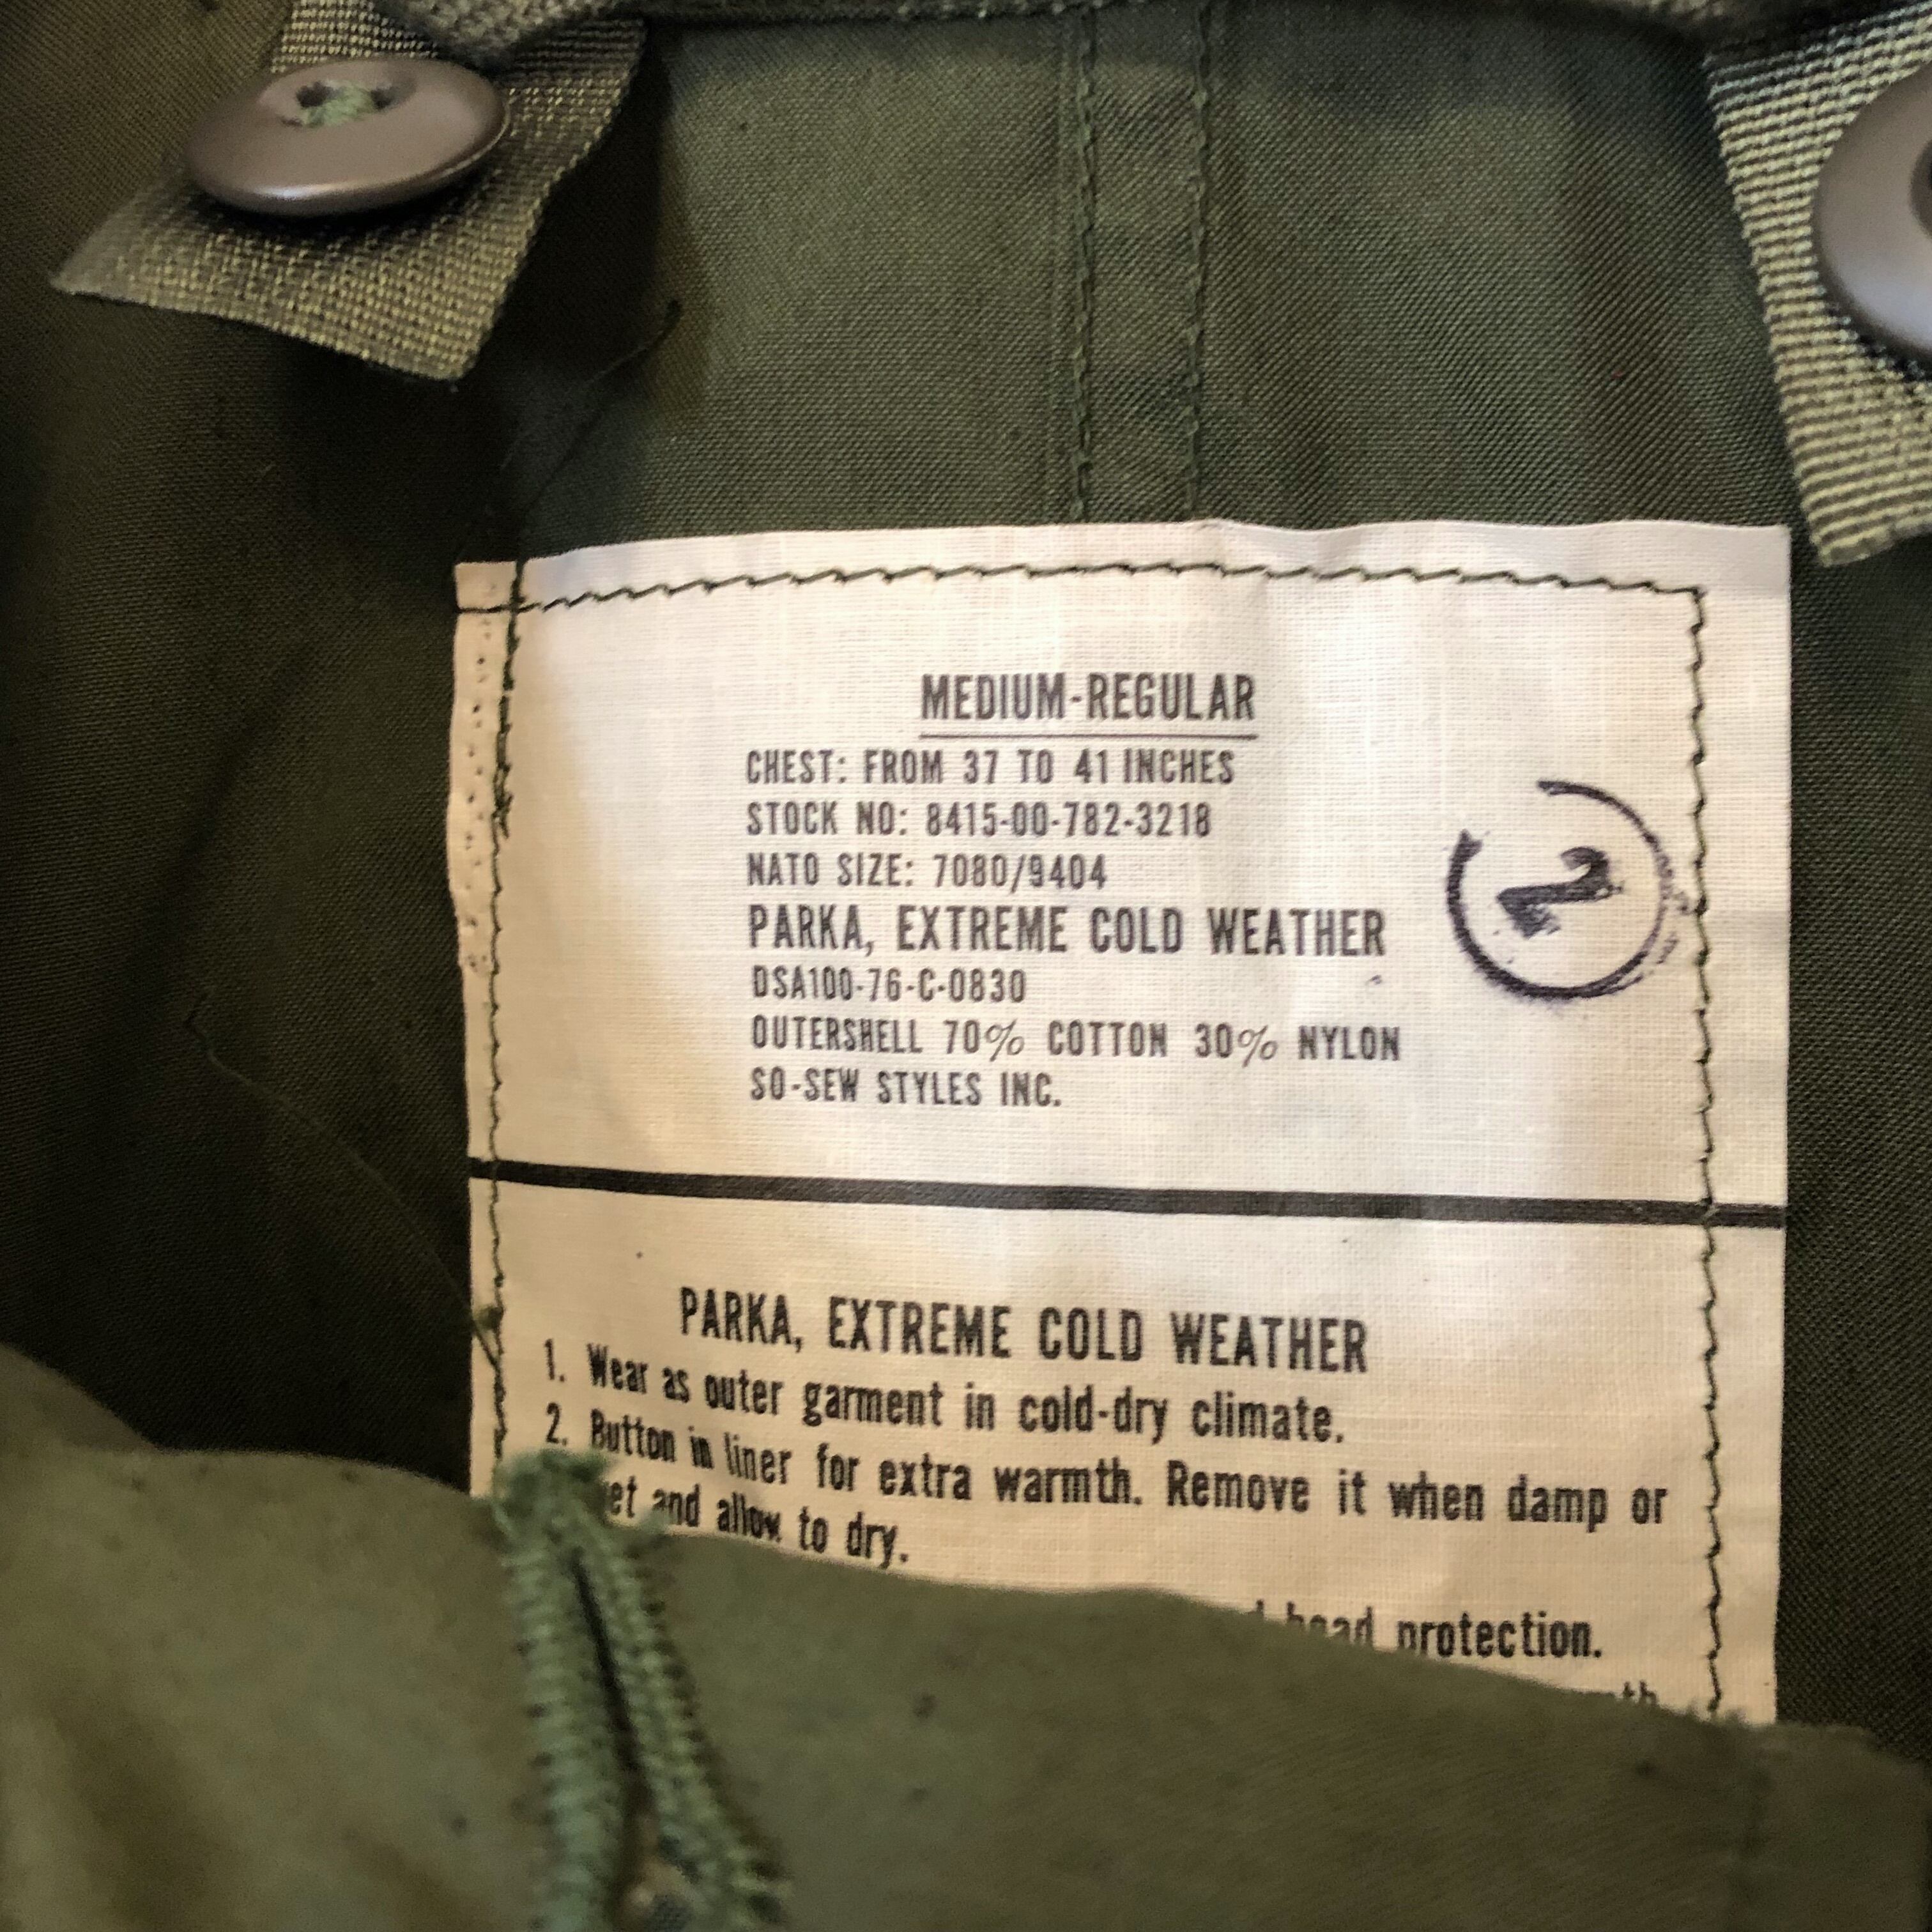 MEDIUM-REGULAR
CHEST: FROM 37 TO 41 INCHES
STOCK NO: 8415-00-782-3218
NATO SIZE: 7080/9404
PARKA, EXTREME COLD WEATHER
DSA100-76-C-0830
OUTERSHELL 70% COTTON 30% NYLON
SO-SEW STYLES INC.
2
PARKA, EXTREME COLD WEATHER
1. Wear as outer garment in cold-dry climate.
2. Button in liner for extra warmth. Remove it when damp or
and allow to dry.
head protection.